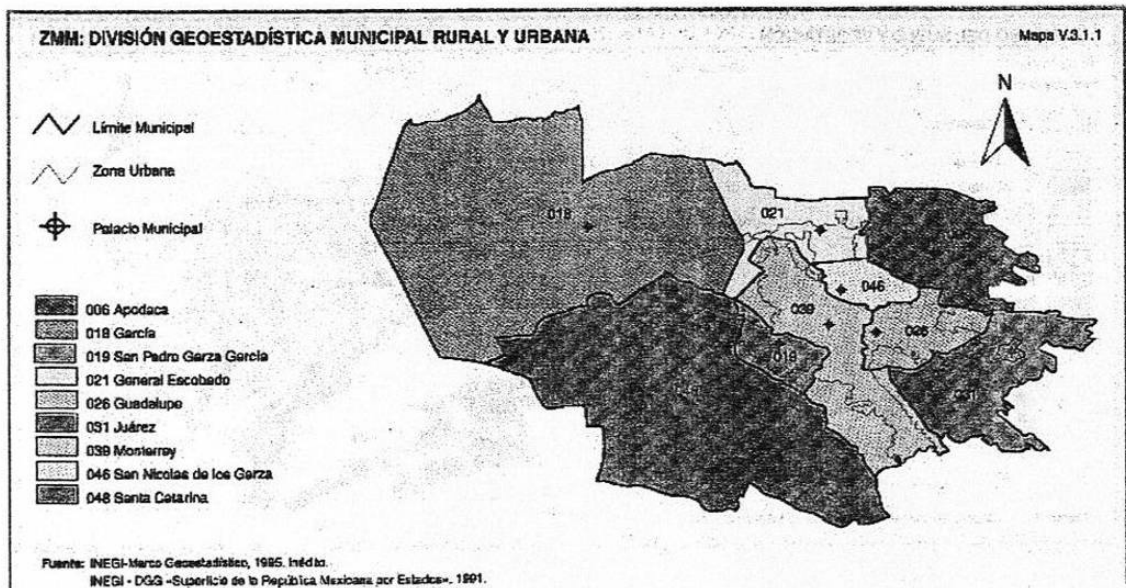 ZMM: DIVISIÓN GEOESTADÍSTICA MUNICIPAL RURAL Y URBANA
Mapa V.3.1.1
N
Límite Municipal
Zona Urbana
Palacio Municipal
006 Apodaca
018 García
019 San Pedro Garza García
021 General Escobedo
026 Guadalupe
031 Juárez
039 Monterrey
046 San Nicolas de los Garza
048 Santa Catarina
018
021
046
039
026
019
031
Fuente: INEGI-Marco Geoestadístico, 1995. Inédito.
INEGI - DGG «Superficie de la República Mexicana por Estados». 1991.